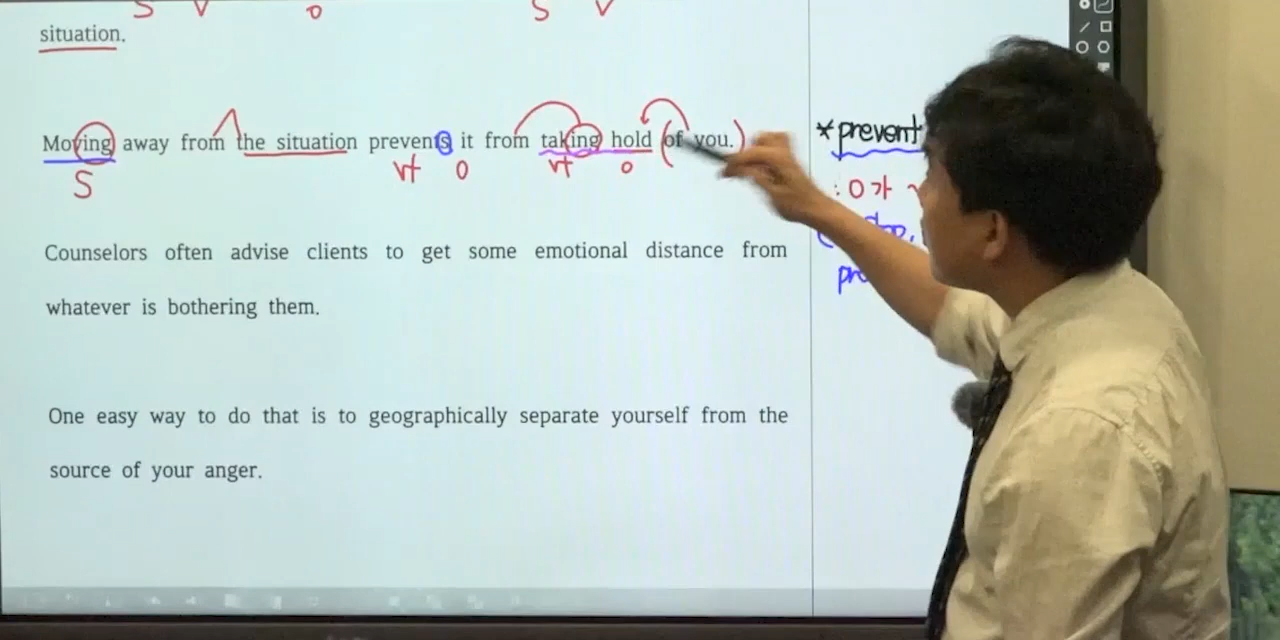 S V O S V
situation.
Moving away from the situation prevents it from taking hold of you.
S vt O vt O
*prevent
: O가 ~
Counselors often advise clients to get some emotional distance from
whatever is bothering them.
One easy way to do that is to geographically separate yourself from the
source of your anger.